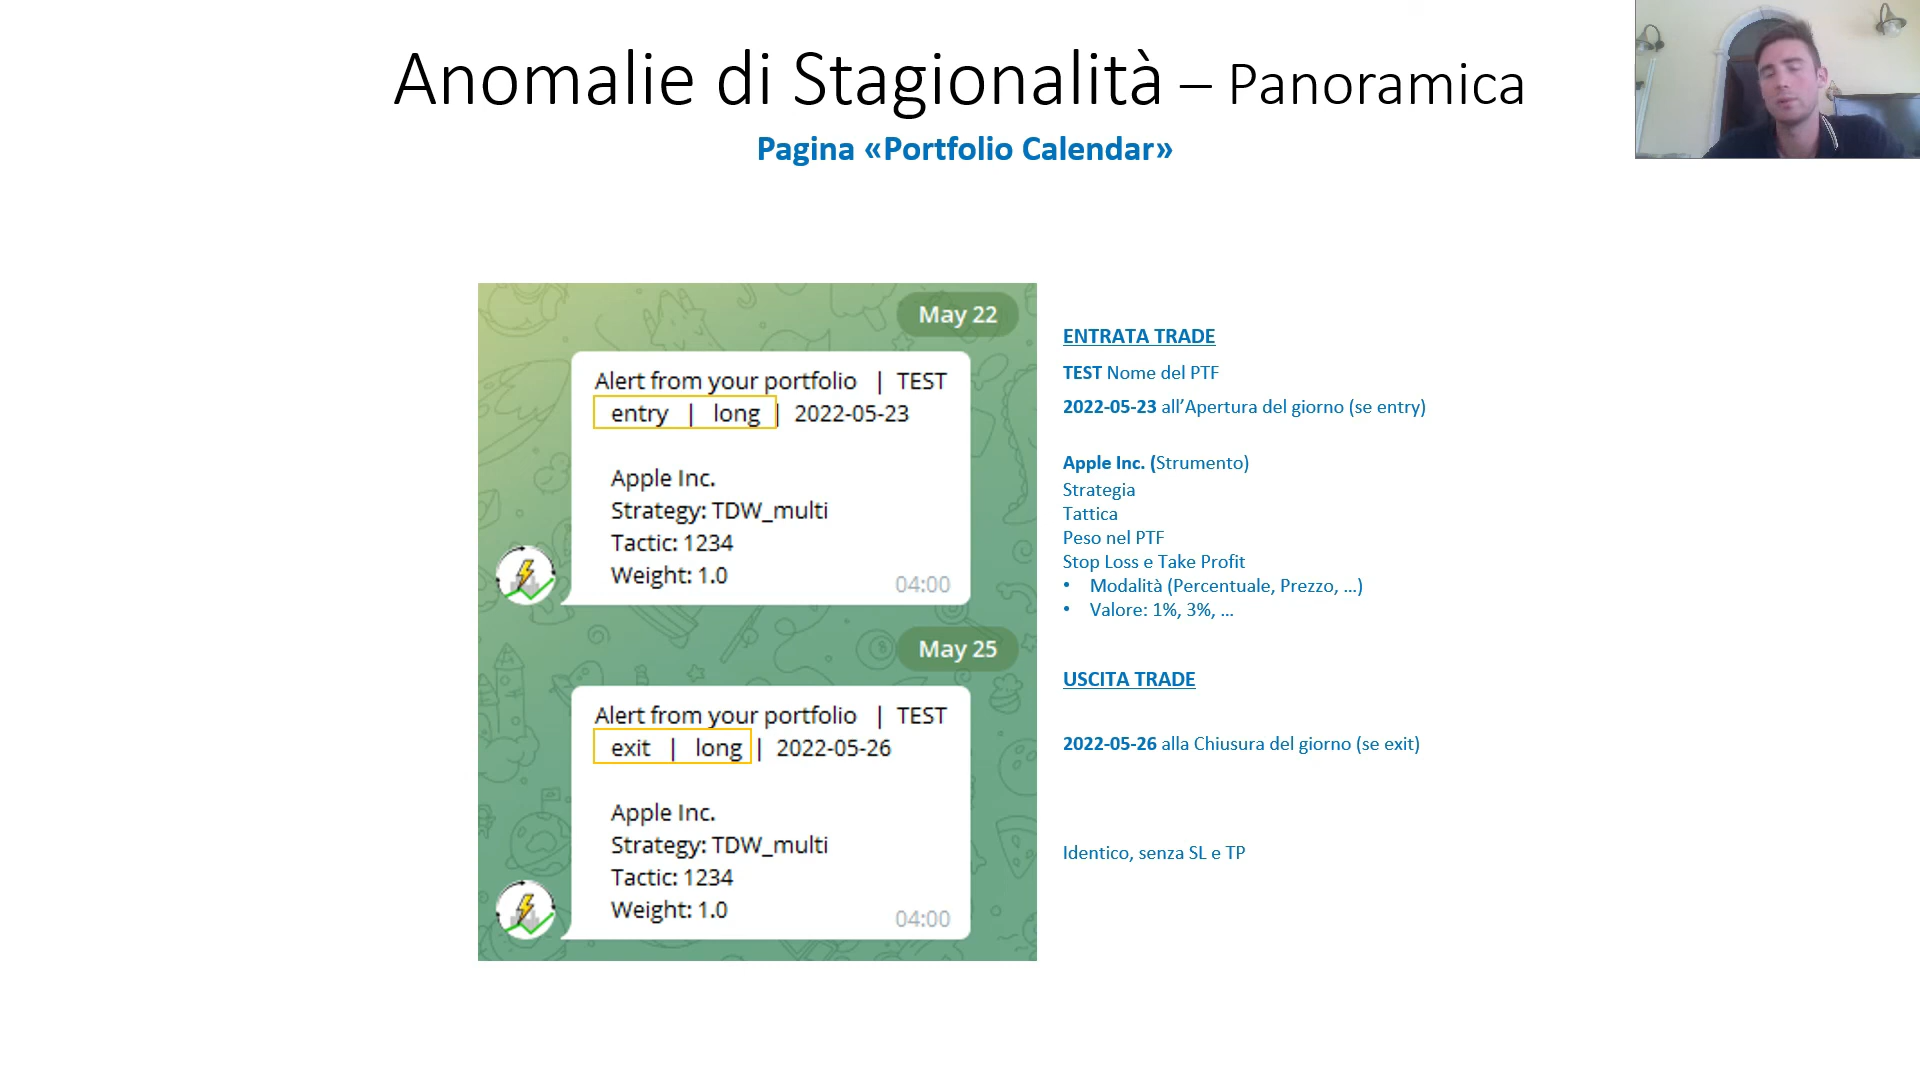 Anomalie di Stagionalità – Panoramica
Pagina «Portfolio Calendar»
May 22
Alert from your portfolio | TEST
entry | long | 2022-05-23
Apple Inc.
Strategy: TDW_multi
Tactic: 1234
Weight: 1.0
04:00
May 25
Alert from your portfolio | TEST
exit | long | 2022-05-26
Apple Inc.
Strategy: TDW_multi
Tactic: 1234
Weight: 1.0
04:00
ENTRATA TRADE
TEST Nome del PTF
2022-05-23 all’Apertura del giorno (se entry)
Apple Inc. (Strumento)
Strategia
Tattica
Peso nel PTF
Stop Loss e Take Profit
• Modalità (Percentuale, Prezzo, …)
• Valore: 1%, 3%, …
USCITA TRADE
2022-05-26 alla Chiusura del giorno (se exit)
Identico, senza SL e TP